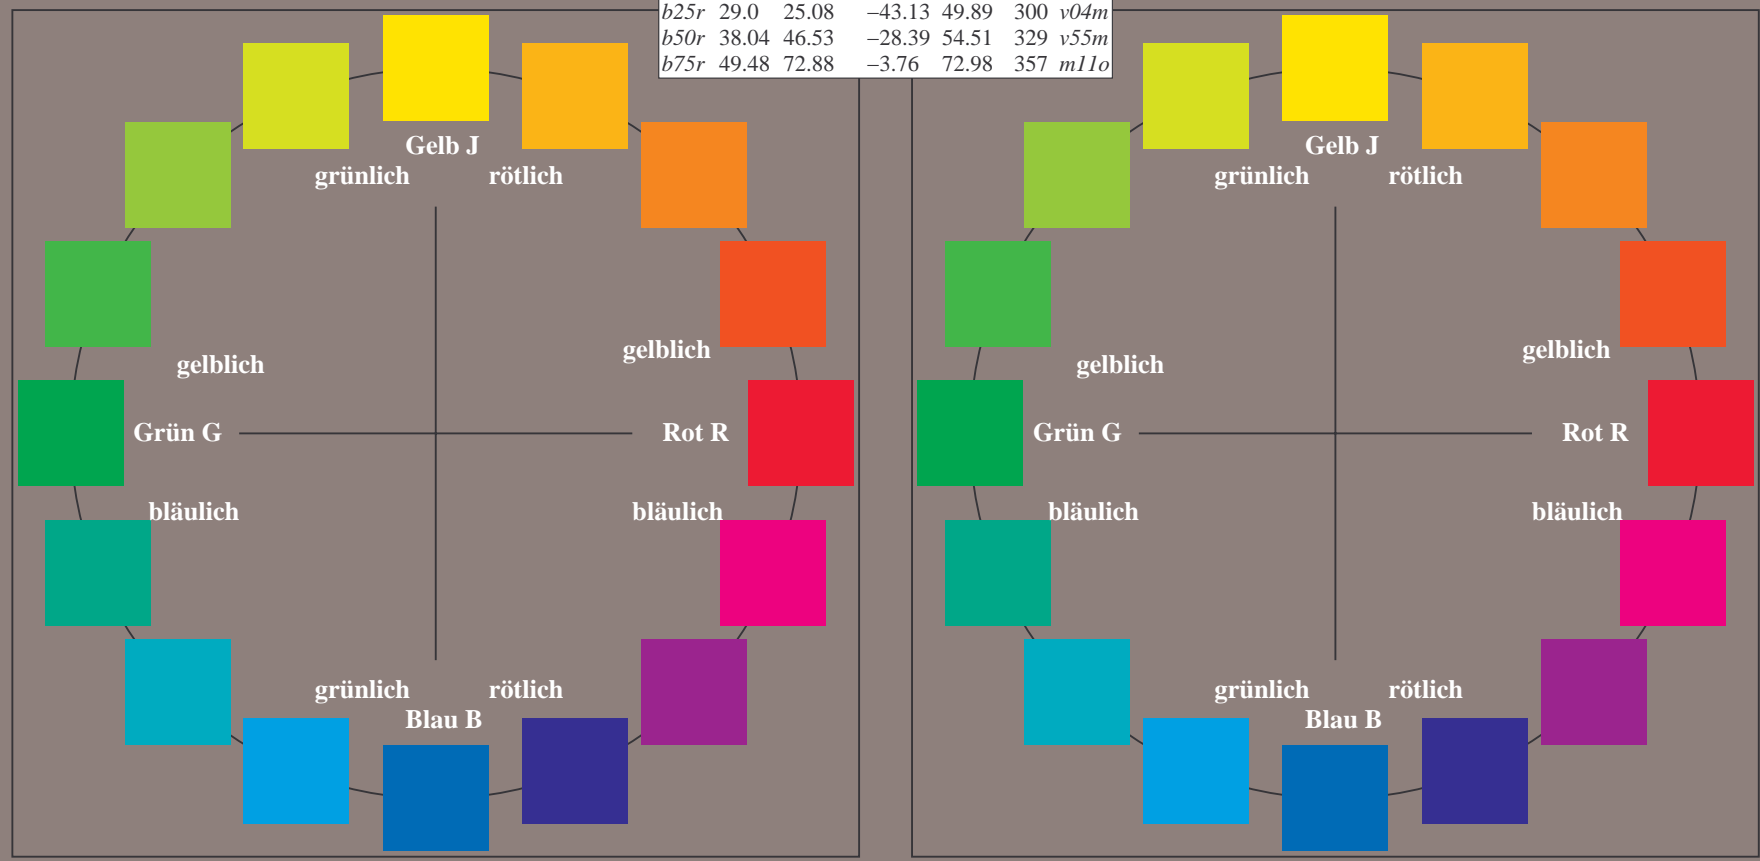 b25r 29.0 25.08 −43.13 49.89 300 v04m
b50r 38.04 46.53 −28.39 54.51 329 v55m
b75r 49.48 72.88 −3.76 72.98 357 m11o
Gelb J
grünlich rötlich
gelblich
gelblich
Grün G
Rot R
bläulich
bläulich
grünlich rötlich
Blau B
Gelb J
grünlich rötlich
gelblich
gelblich
Grün G
Rot R
bläulich
bläulich
grünlich rötlich
Blau B